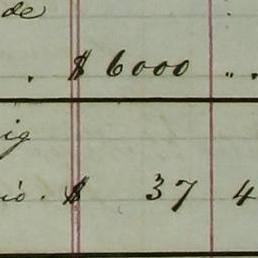 de
. $ 6000 " .
ig
io. $ 37 4